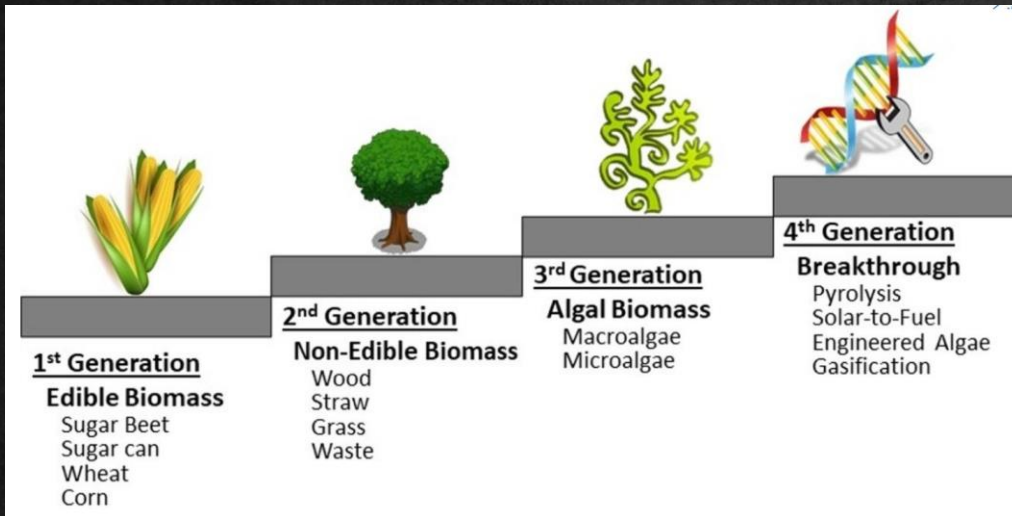 1st Generation
Edible Biomass
Sugar Beet
Sugar can
Wheat
Corn
2nd Generation
Non-Edible Biomass
Wood
Straw
Grass
Waste
3rd Generation
Algal Biomass
Macroalgae
Microalgae
4th Generation
Breakthrough
Pyrolysis
Solar-to-Fuel
Engineered Algae
Gasification